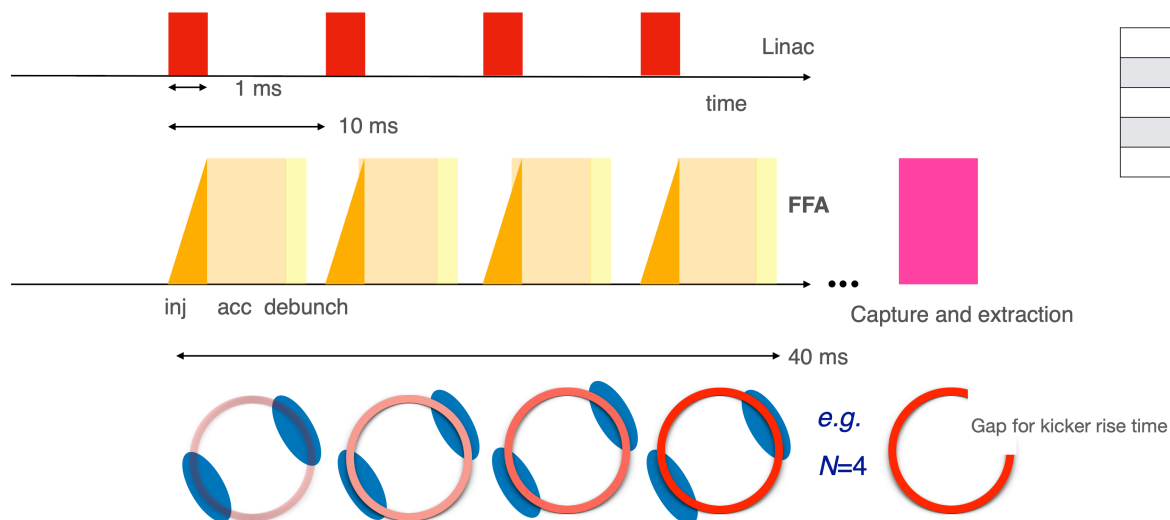 Linac
1 ms
time
10 ms
FFA
inj acc debunch
Capture and extraction
40 ms
e.g.
Gap for kicker rise time
N=4